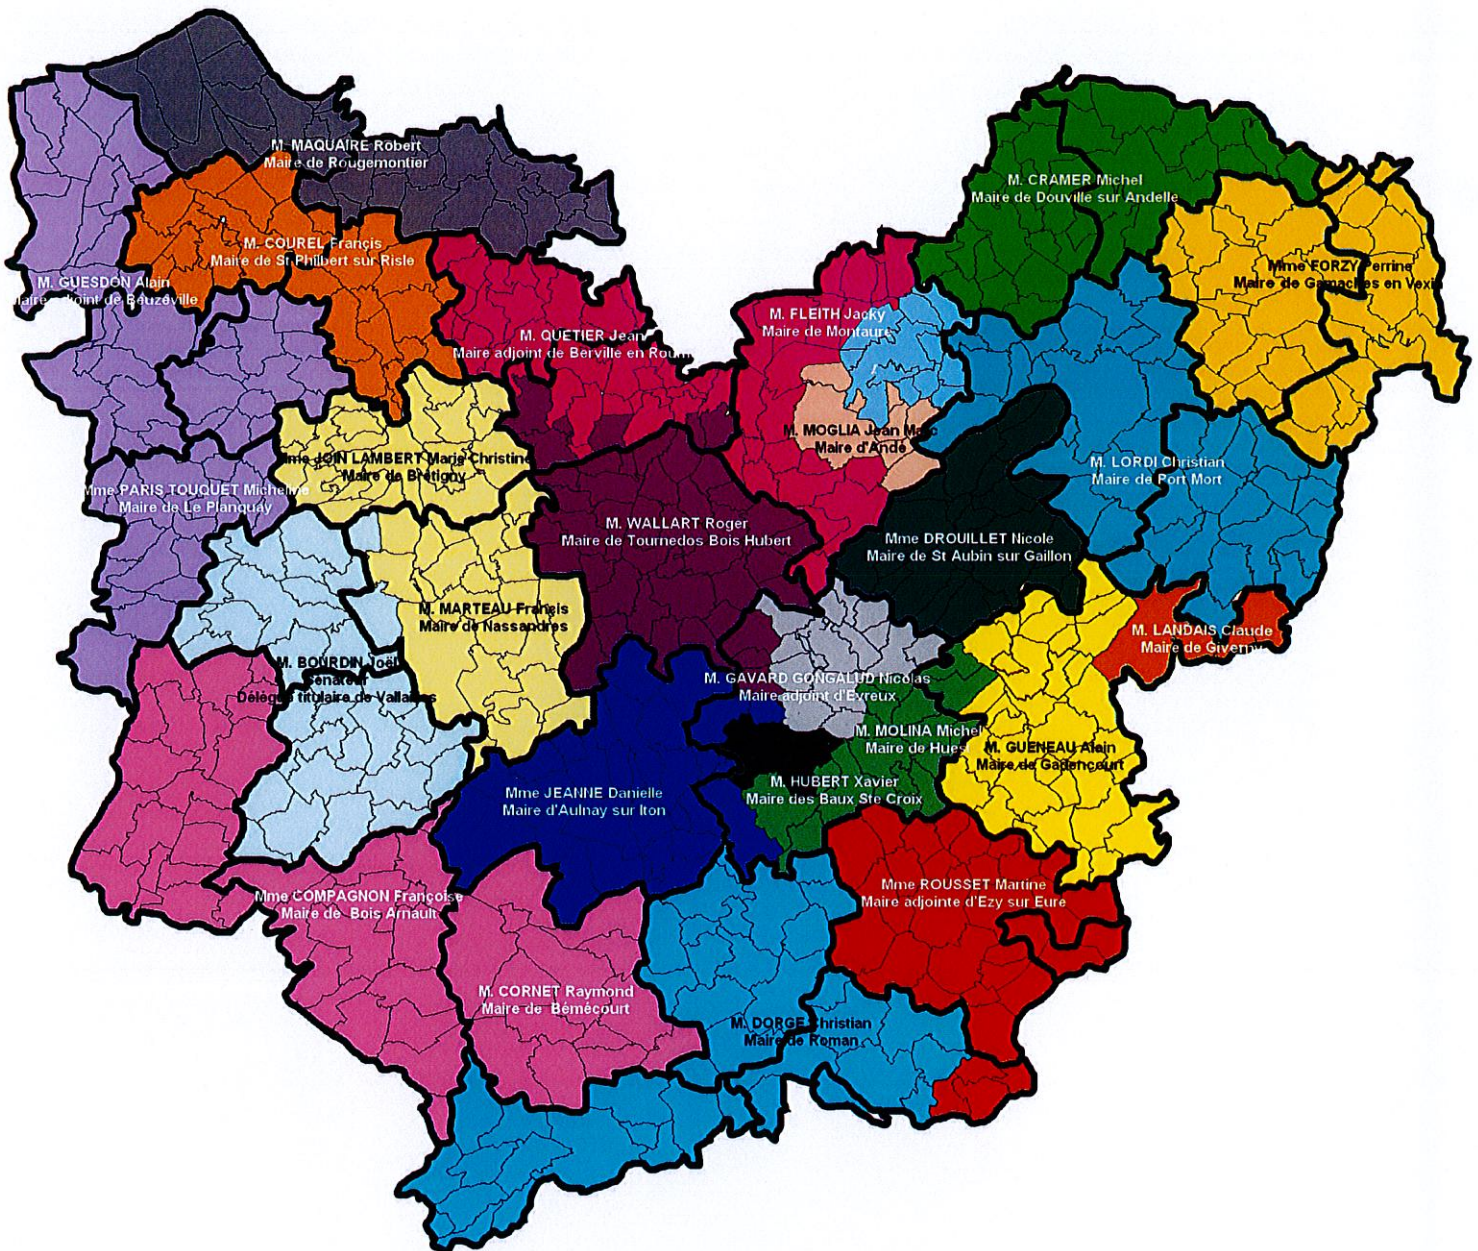 M. MAQUAIRE Robert
Maire de Rougemontier
M. CRAMER Michel
Maire de Douville sur Andelle
M. COUREL Françis
Maire de St Philbert sur Risle
M. GUESDON Alain
Maire adjoint de Beuzeville
Mme FORZY Perrine
Maire de Gamaches en Vexi
M. FLEITH Jacky
Maire de Montaure
M. QUETIER Jean
Maire adjoint de Berville en Roum
M. MOGLIA Jean Marc
Maire d'Andé
Mme JOIN LAMBERT Marie Christine
Maire de Brétigny
M. LORDI Christian
Maire de Port Mort
Mme PARIS TOUQUET Micheline
Maire de Le Planquay
M. WALLART Roger
Maire de Tournedos Bois Hubert
Mme DROUILLET Nicole
Maire de St Aubin sur Gaillon
M. MARTEAU Françis
Maire de Nassandres
M. LANDAIS Claude
Maire de Giverny
M. BOURDIN Joël
Sénateur
Délégué titulaire de Vallailles
M. GAVARD GONGALUD Nicolas
Maire adjoint d'Evreux
M. MOLINA Michel
Maire de Huest
M. GUENEAU Alain
Maire de Gadencourt
M. HUBERT Xavier
Maire des Baux Ste Croix
Mme JEANNE Danielle
Maire d'Aulnay sur Iton
Mme ROUSSET Martine
Maire adjointe d'Ezy sur Eure
Mme COMPAGNON Françoise
Maire de Bois Arnault
M. CORNET Raymond
Maire de Bémécourt
M. DORGE Christian
Maire de Roman